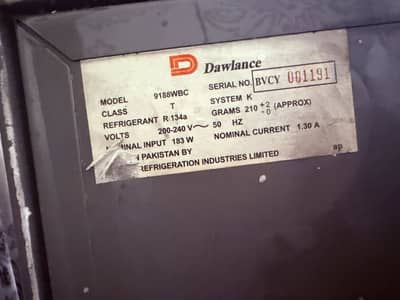 Dawlance
SERIAL NO. BVCY 001191
MODEL 9188WBC SYSTEM K
CLASS T GRAMS 210 +2 -0 (APPROX)
REFRIGERANT R 134a
VOLTS 200-240 V~ 50 HZ NOMINAL CURRENT 1.30 A
INPUT 183 W
PAKISTAN BY
REFRIGERATION INDUSTRIES LIMITED
ap